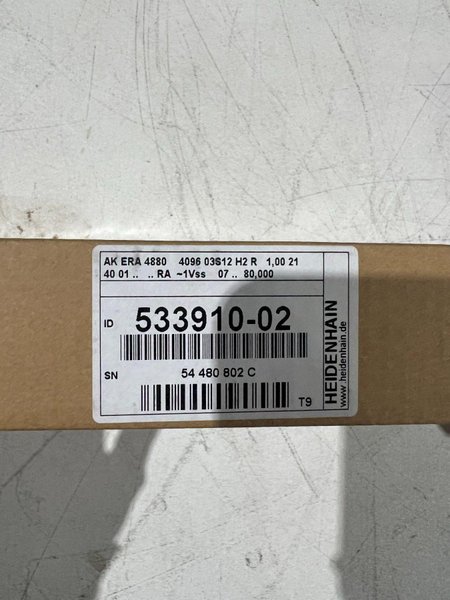 AK ERA 4880 4096 03S12 H2 R 1,00 21
40 01 .. .. RA ~1Vss 07 .. 80,000
ID 533910-02
SN 54 480 802 C
T9
HEIDENHAIN
www.heidenhain.de